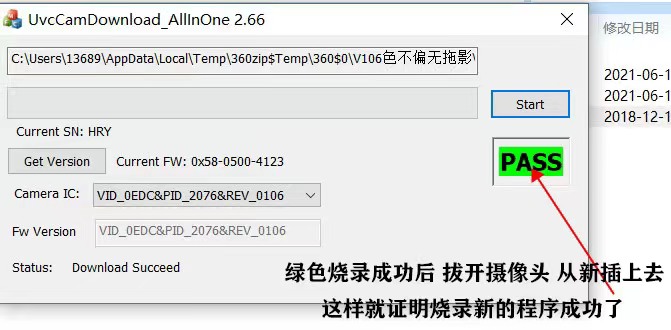 UvcCamDownload_AllInOne 2.66
修改日期
C:\Users\13689\AppData\Local\Temp\360zip$Temp\360$0\V106色不偏无拖影\
2021-06-1
Start
2021-06-1
2018-12-1
Current SN: HRY
Get Version
Current FW: 0x58-0500-4123
PASS
Camera IC:
VID_0EDC&PID_2076&REV_0106
Fw Version
VID_0EDC&PID_2076&REV_0106
Status:
Download Succeed
绿色烧录成功后 拔开摄像头 从新插上去
这样就证明烧录新的程序成功了